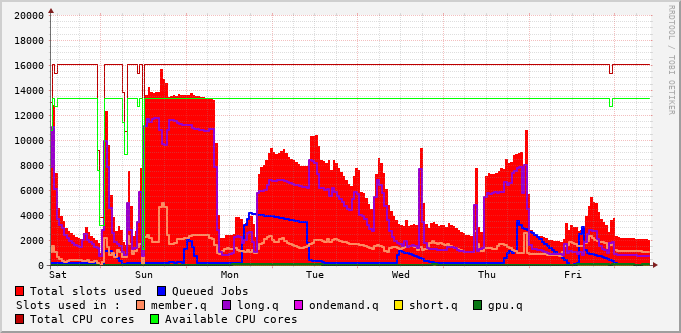 RRDTOOL / TOBI OETIKER
20000
18000
16000
14000
12000
10000
8000
6000
4000
2000
0
Sat Sun Mon Tue Wed Thu Fri
Total slots used Queued Jobs
Slots used in : member.q long.q ondemand.q short.q gpu.q
Total CPU cores Available CPU cores